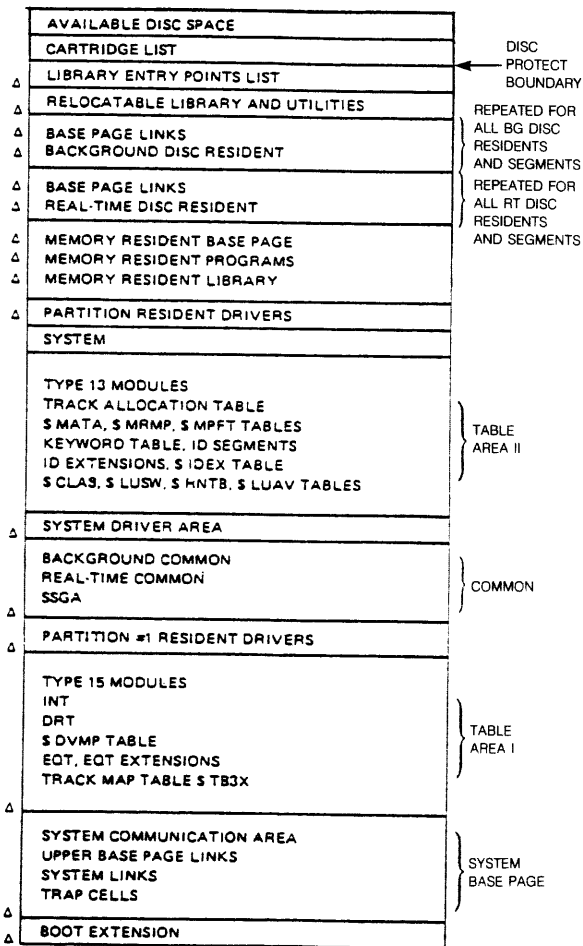 AVAILABLE DISC SPACE
CARTRIDGE LIST
DISC
PROTECT
BOUNDARY
Δ LIBRARY ENTRY POINTS LIST
Δ RELOCATABLE LIBRARY AND UTILITIES
Δ BASE PAGE LINKS
Δ BACKGROUND DISC RESIDENT
REPEATED FOR
ALL BG DISC
RESIDENTS
AND SEGMENTS
Δ BASE PAGE LINKS
Δ REAL-TIME DISC RESIDENT
REPEATED FOR
ALL RT DISC
RESIDENTS
AND SEGMENTS
Δ MEMORY RESIDENT BASE PAGE
Δ MEMORY RESIDENT PROGRAMS
Δ MEMORY RESIDENT LIBRARY
Δ PARTITION RESIDENT DRIVERS
SYSTEM
TYPE 13 MODULES
TRACK ALLOCATION TABLE
$ MATA, $ MRMP, $ MPFT TABLES
KEYWORD TABLE, ID SEGMENTS
ID EXTENSIONS, $ IDEX TABLE
$ CLAS, $ LUSW, $ RNTB, $ LUAV TABLES
TABLE
AREA II
Δ SYSTEM DRIVER AREA
BACKGROUND COMMON
REAL-TIME COMMON
SSGA
Δ
COMMON
Δ PARTITION #1 RESIDENT DRIVERS
TYPE 15 MODULES
INT
DRT
$ DVMP TABLE
EQT, EQT EXTENSIONS
TRACK MAP TABLE $ TB3X
Δ
TABLE
AREA I
SYSTEM COMMUNICATION AREA
UPPER BASE PAGE LINKS
SYSTEM LINKS
TRAP CELLS
Δ
SYSTEM
BASE PAGE
Δ BOOT EXTENSION